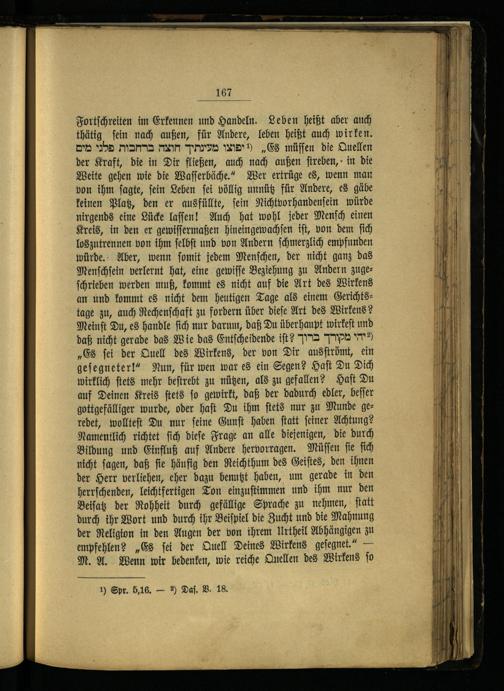 167
Fortschreiten im Erkennen und Handeln. Leben heißt aber auch
thätig sein nach außen, für Andere, leben heißt auch wirken.
יפוצו מעינתיך חוצה ברחבות פלגי מים ¹) „Es müssen die Quellen
der Kraft, die in Dir fließen, auch nach außen streben, in die
Weite gehen wie die Wasserbäche.“ Wer ertrüge es, wenn man
von ihm sagte, sein Leben sei völlig unnütz für Andere, es gäbe
keinen Platz, den er ausfüllte, sein Nichtvorhandensein würde
nirgends eine Lücke lassen! Auch hat wohl jeder Mensch einen
Kreis, in den er gewissermaßen hineingewachsen ist, von dem sich
loszutrennen von ihm selbst und von Andern schmerzlich empfunden
würde. Aber, wenn somit jedem Menschen, der nicht ganz das
Menschsein verlernt hat, eine gewisse Beziehung zu Andern zuge-
schrieben werden muß, kommt es nicht auf die Art des Wirkens
an und kommt es nicht dem heutigen Tage als einem Gerichts-
tage zu, auch Rechenschaft zu fordern über diese Art des Wirkens?
Meinst Du, es handle sich nur darum, daß Du überhaupt wirkest und
daß nicht gerade das Wie das Entscheidende ist? יהי מקורך ברוך ²)
„Es sei der Quell des Wirkens, der von Dir ausströmt, ein
gesegneter!“ Nun, für wen war es ein Segen? Hast Du Dich
wirklich stets mehr bestrebt zu nützen, als zu gefallen? Hast Du
auf Deinen Kreis stets so gewirkt, daß der dadurch edler, besser
gottgefälliger wurde, oder hast Du ihm stets nur zu Munde ge-
redet, wolltest Du nur seine Gunst haben statt seiner Achtung?
Namentlich richtet sich diese Frage an alle diejenigen, die durch
Bildung und Einfluß auf Andere hervorragen. Müssen sie sich
nicht sagen, daß sie häufig den Reichthum des Geistes, den ihnen
der Herr verliehen, eher dazu benutzt haben, um gerade in den
herrschenden, leichtfertigen Ton einzustimmen und ihm nur den
Beisatz der Rohheit durch gefällige Sprache zu nehmen, statt
durch ihr Wort und durch ihr Beispiel die Zucht und die Mahnung
der Religion in den Augen der von ihrem Urtheil Abhängigen zu
empfehlen? „Es sei der Quell Deines Wirkens gesegnet.“ —
M. A. Wenn wir bedenken, wie reiche Quellen des Wirkens so
¹) Spr. 5,16. — ²) Das. V. 18.